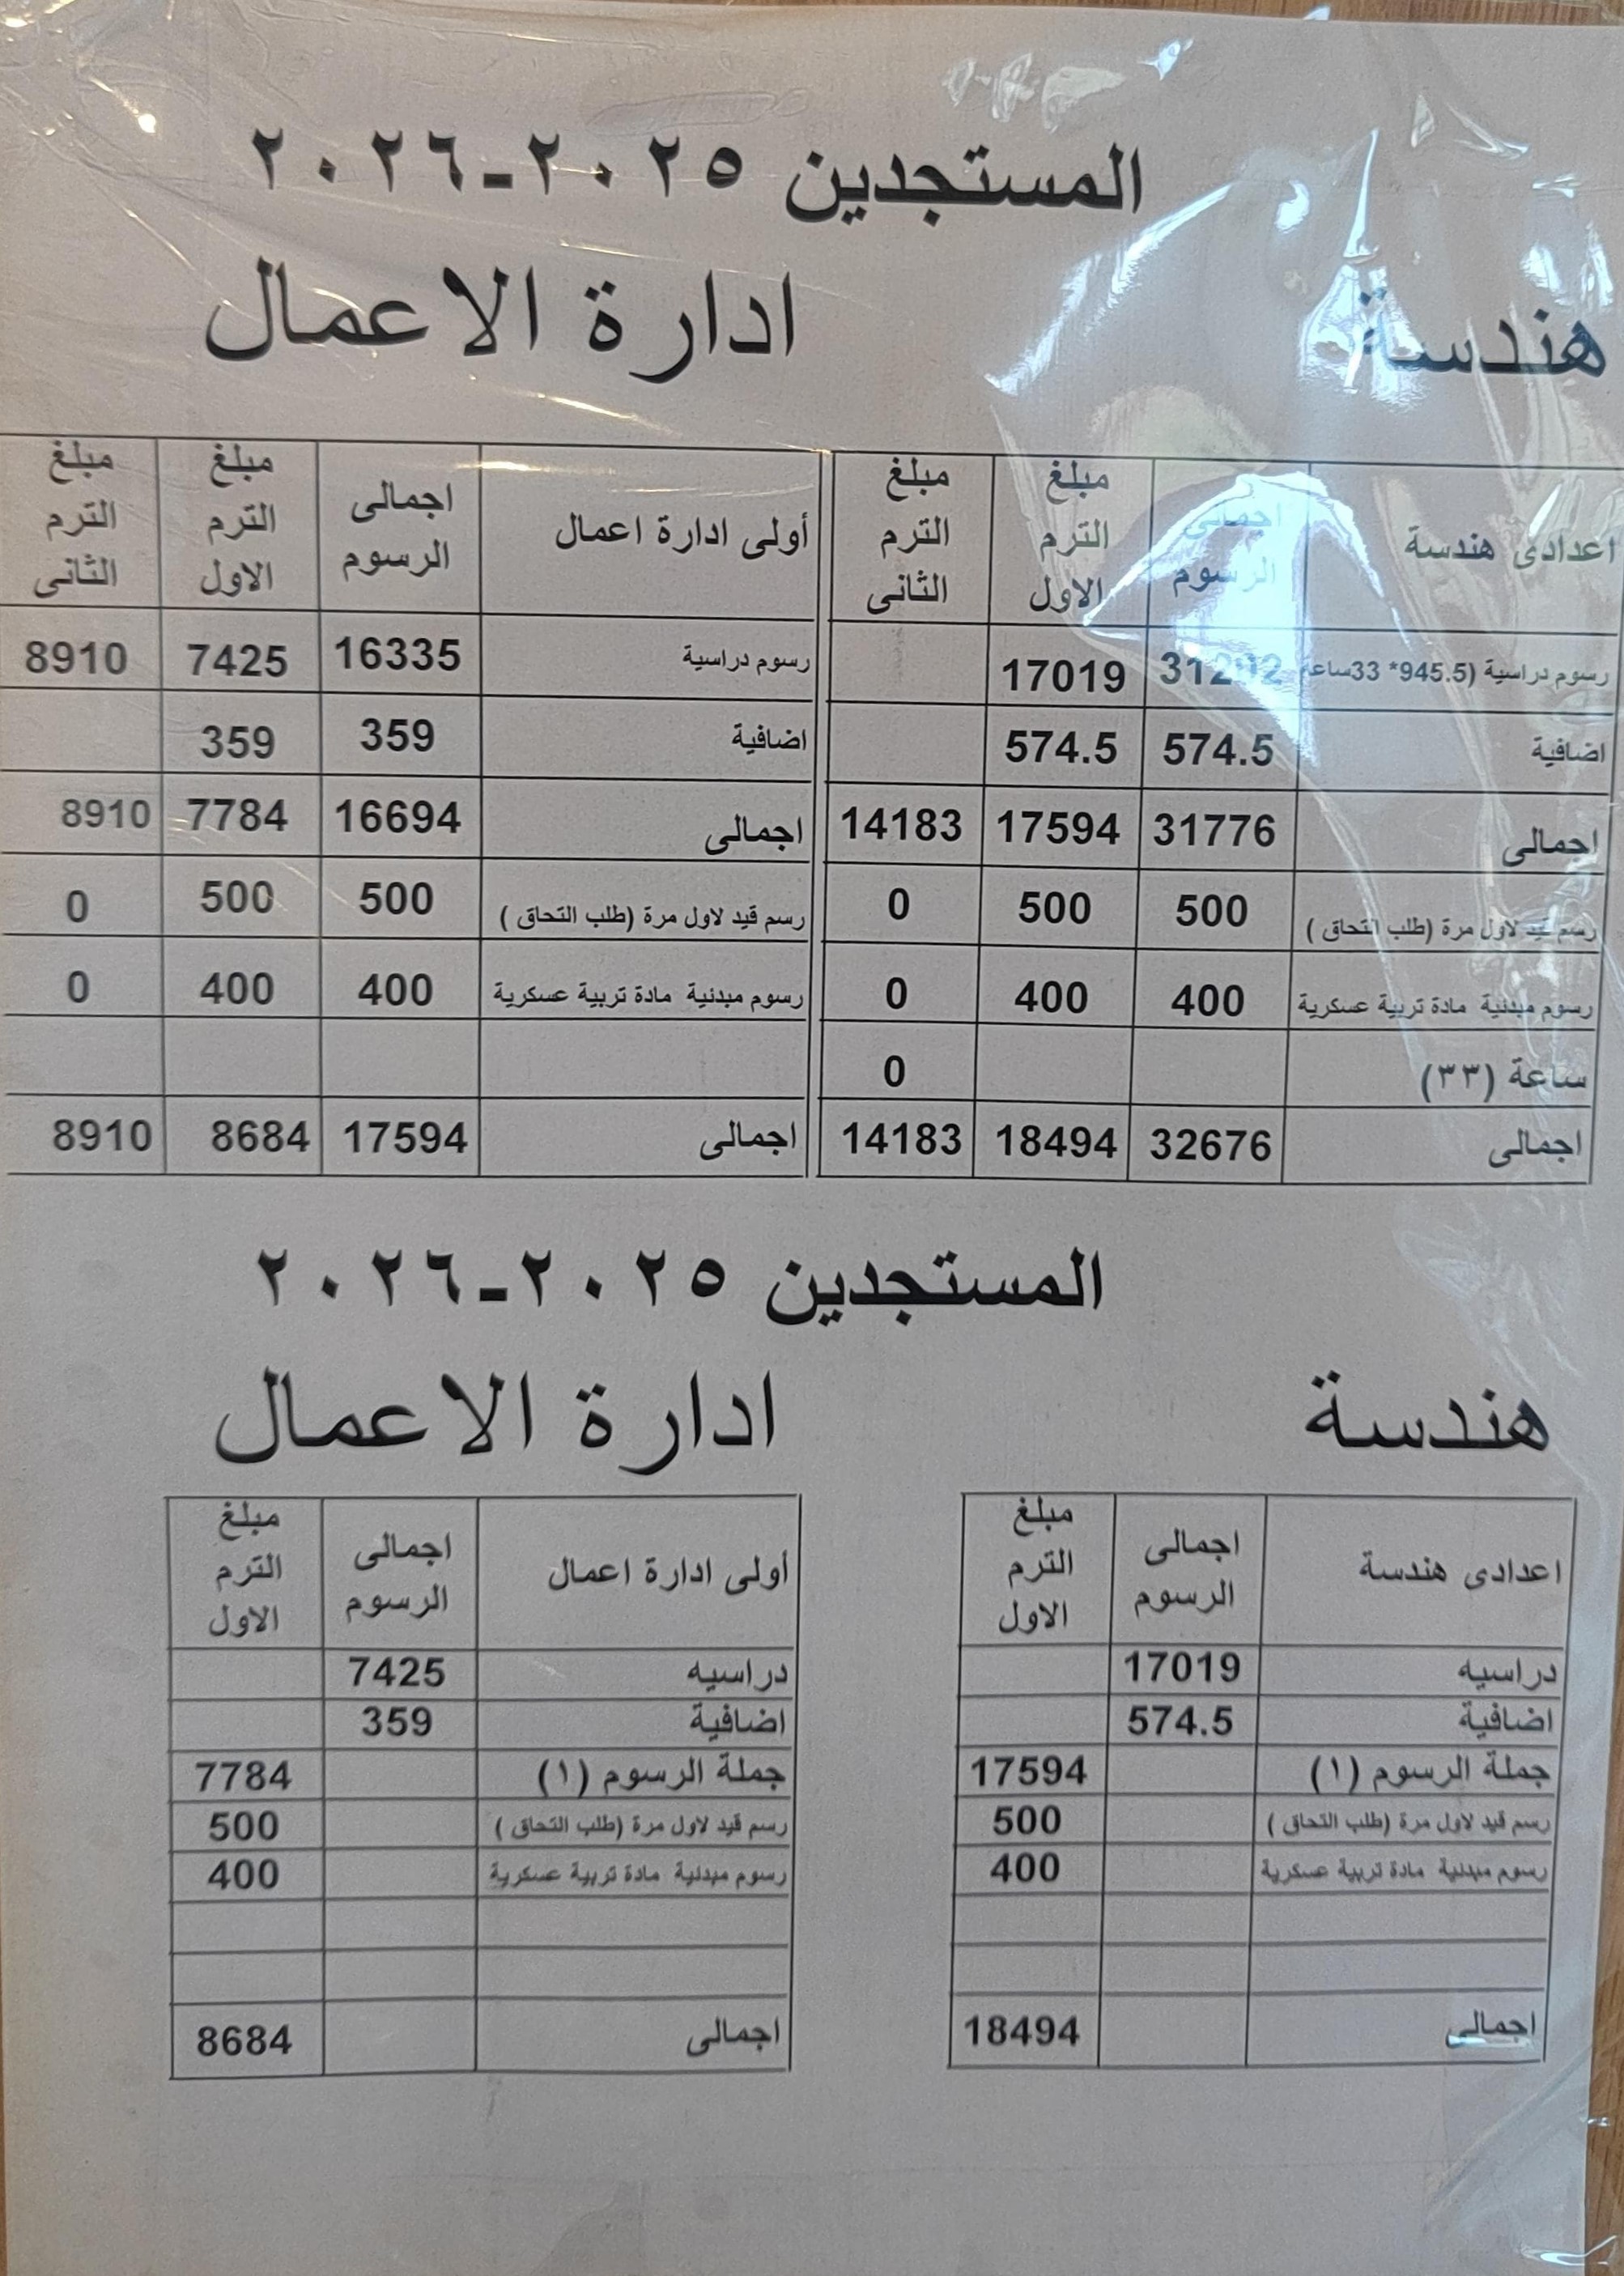 المستجدين ٢٠٢٥-٢٠٢٦
هندسة
ادارة الاعمال
اعدادى هندسة	اجمالى الرسوم	مبلغ الترم الاول	مبلغ الترم الثانى
رسوم دراسية (945.5* 33ساعة	17019
اضافية	574.5	574.5
اجمالى	31776	17594	14183
رسم قيد لاول مرة (طلب التحاق )	500	500	0
رسوم مبدئية مادة تربية عسكرية	400	400	0
ساعة (٣٣)	0
اجمالى	32676	18494	14183
أولى ادارة اعمال	اجمالى الرسوم	مبلغ الترم الاول	مبلغ الترم الثانى
رسوم دراسية	16335	7425	8910
اضافية	359	359
اجمالى	16694	7784	8910
رسم قيد لاول مرة (طلب التحاق )	500	500	0
رسوم مبدئية مادة تربية عسكرية	400	400	0
اجمالى	17594	8684	8910
المستجدين ٢٠٢٥-٢٠٢٦
هندسة
ادارة الاعمال
اعدادى هندسة	اجمالى الرسوم	مبلغ الترم الاول
دراسيه	17019
اضافية	574.5
جملة الرسوم (١)	17594
رسم قيد لاول مرة (طلب التحاق )	500
رسوم مبدئية مادة تربية عسكرية	400
اجمالى	18494
أولى ادارة اعمال	اجمالى الرسوم	مبلغ الترم الاول
دراسيه	7425
اضافية	359
جملة الرسوم (١)	7784
رسم قيد لاول مرة (طلب التحاق )	500
رسوم مبدئية مادة تربية عسكرية	400
اجمالى	8684